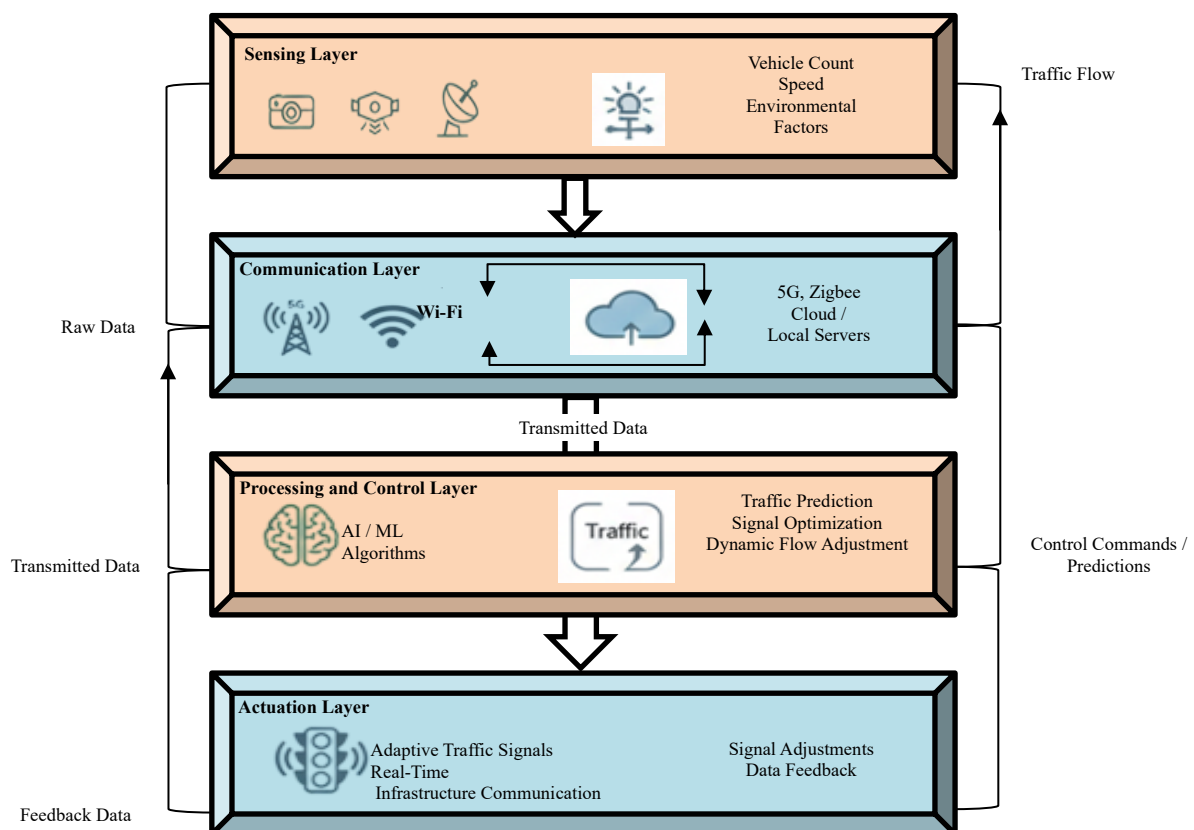 Sensing Layer
Vehicle Count
Speed
Environmental
Factors
Traffic Flow
Communication Layer
5G
Wi-Fi
5G, Zigbee
Cloud /
Local Servers
Raw Data
Transmitted Data
Processing and Control Layer
AI / ML
Algorithms
Traffic
Traffic Prediction
Signal Optimization
Dynamic Flow Adjustment
Transmitted Data
Control Commands /
Predictions
Actuation Layer
Adaptive Traffic Signals
Real-Time
Infrastructure Communication
Signal Adjustments
Data Feedback
Feedback Data